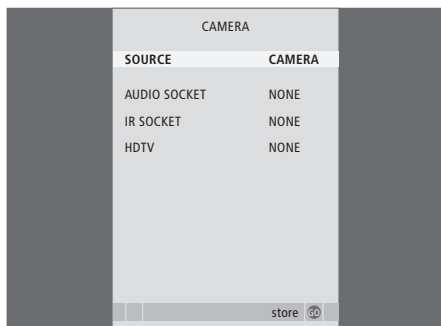 CAMERA
SOURCE CAMERA
AUDIO SOCKET NONE
IR SOCKET NONE
HDTV NONE
store GO